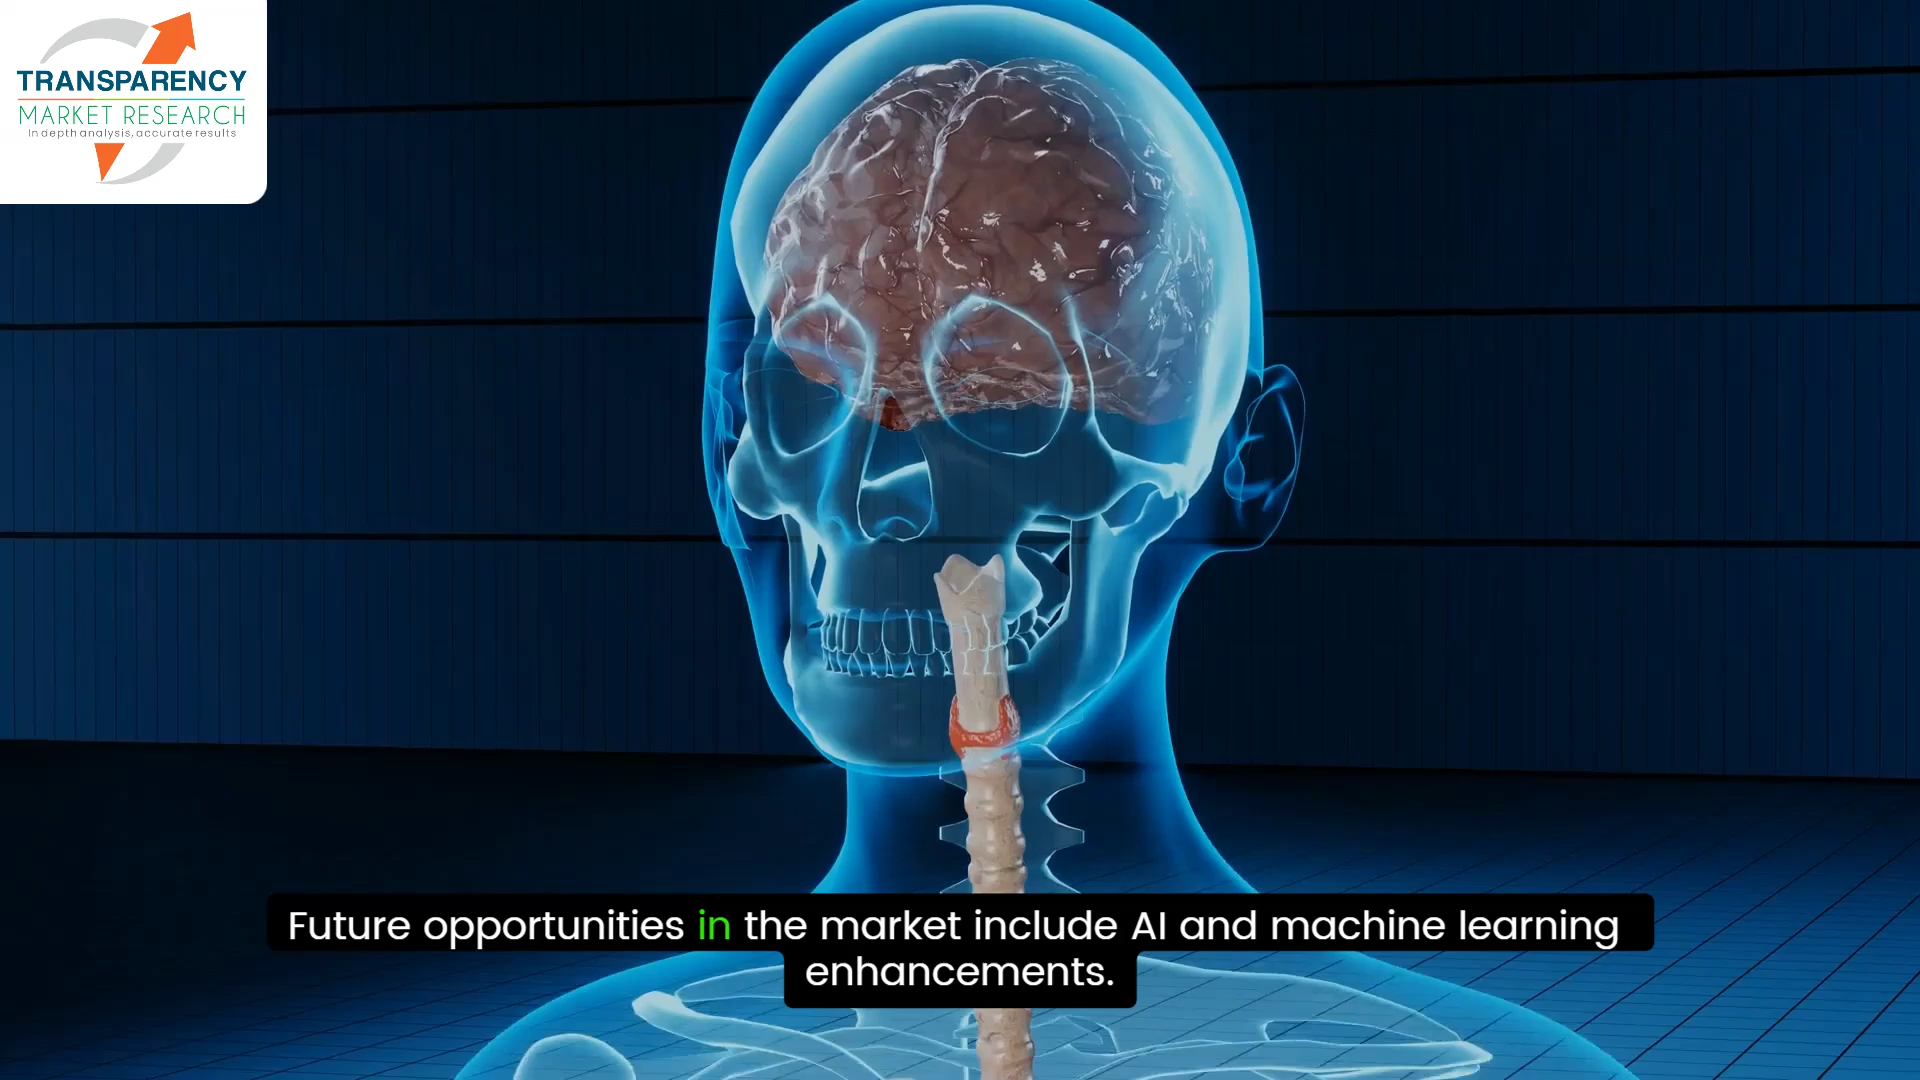 TRANSPARENCY
MARKET RESEARCH
In depth analysis, accurate results
Future opportunities in the market include AI and machine learning
enhancements.